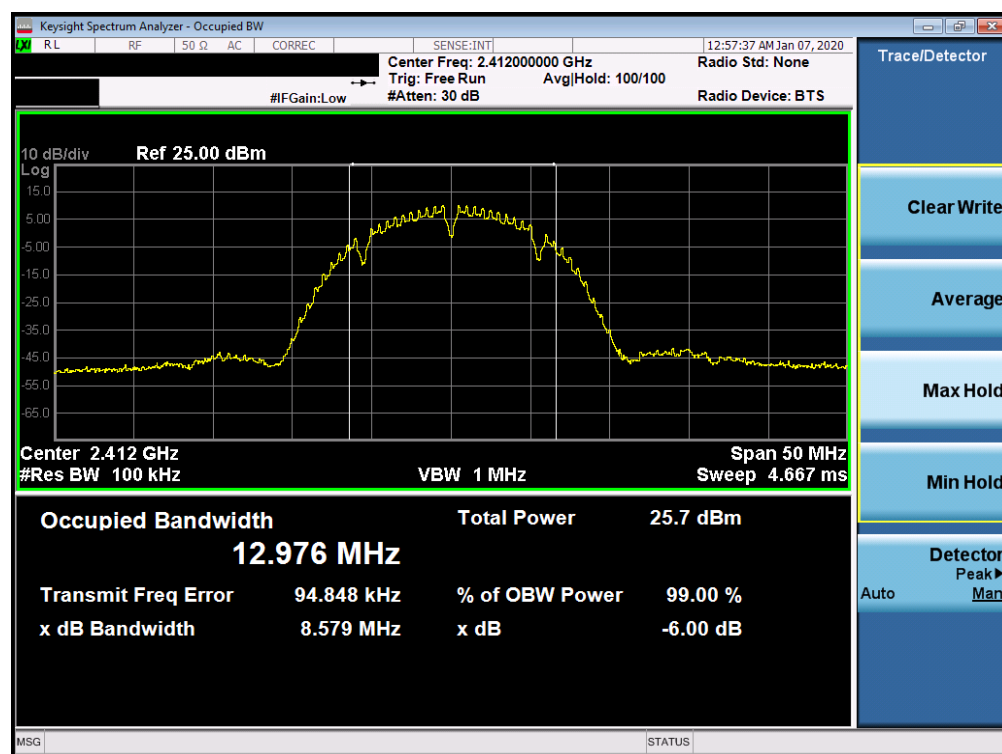 Keysight Spectrum Analyzer - Occupied BW
LXI RL RF 50 Ω AC CORREC SENSE:INT 12:57:37 AM Jan 07, 2020
Center Freq: 2.412000000 GHz Radio Std: None
Trig: Free Run Avg|Hold: 100/100
#IFGain:Low #Atten: 30 dB Radio Device: BTS
10 dB/div Ref 25.00 dBm
Log
15.0
5.00
-5.00
-15.0
-25.0
-35.0
-45.0
-55.0
-65.0
Center 2.412 GHz Span 50 MHz
#Res BW 100 kHz VBW 1 MHz Sweep 4.667 ms
Occupied Bandwidth Total Power 25.7 dBm
12.976 MHz
Transmit Freq Error 94.848 kHz % of OBW Power 99.00 %
x dB Bandwidth 8.579 MHz x dB -6.00 dB
MSG STATUS
Trace/Detector
Clear Write
Average
Max Hold
Min Hold
Detector
Peak▶
Auto Man